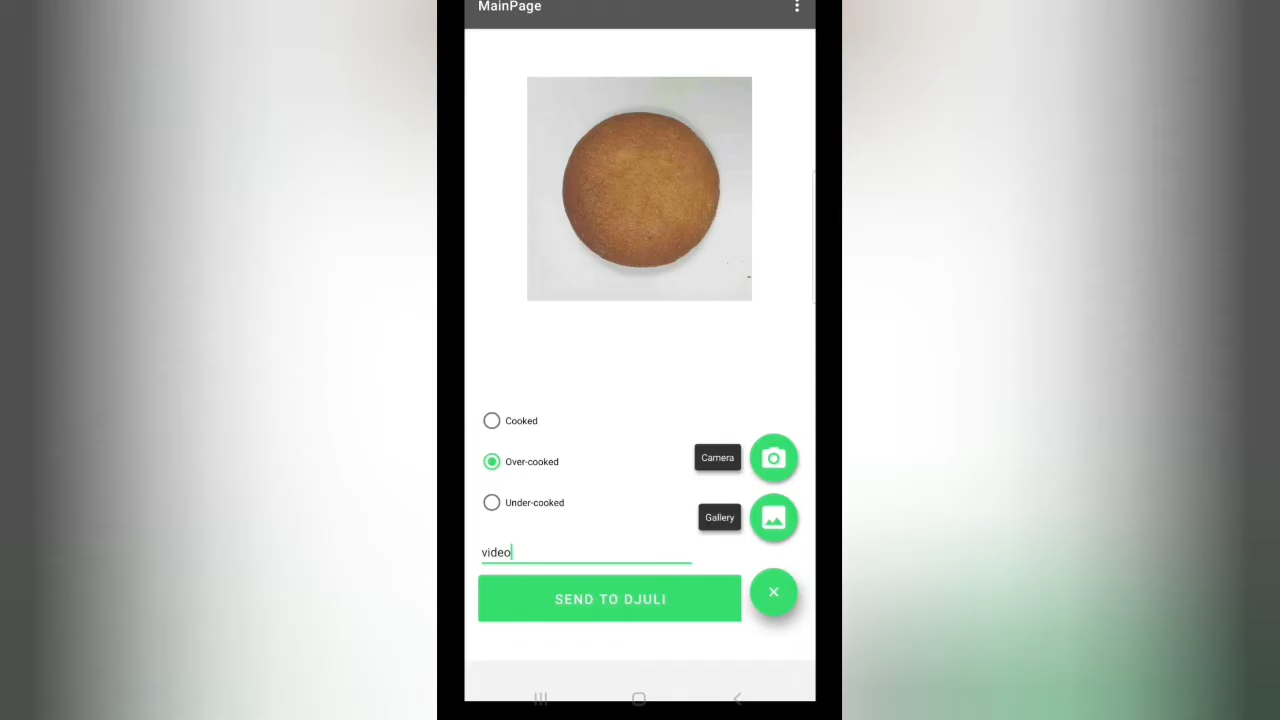 MainPage
Cooked
Over-cooked
Under-cooked
Camera
Gallery
video
SEND TO DJULI